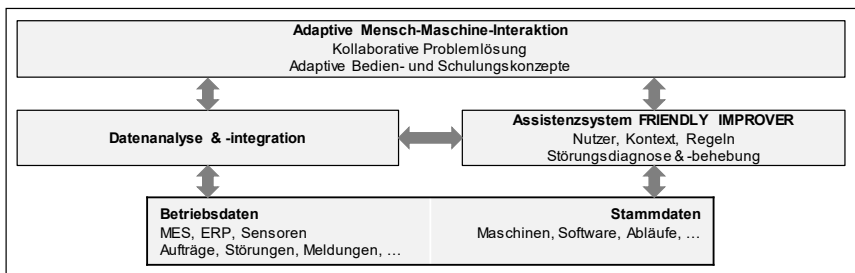 Adaptive Mensch-Maschine-Interaktion
Kollaborative Problemlösung
Adaptive Bedien- und Schulungskonzepte
Datenanalyse & -integration
Assistenzsystem FRIENDLY IMPROVER
Nutzer, Kontext, Regeln
Störungsdiagnose & -behebung
Betriebsdaten
MES, ERP, Sensoren
Aufträge, Störungen, Meldungen, …
Stammdaten
Maschinen, Software, Abläufe, …